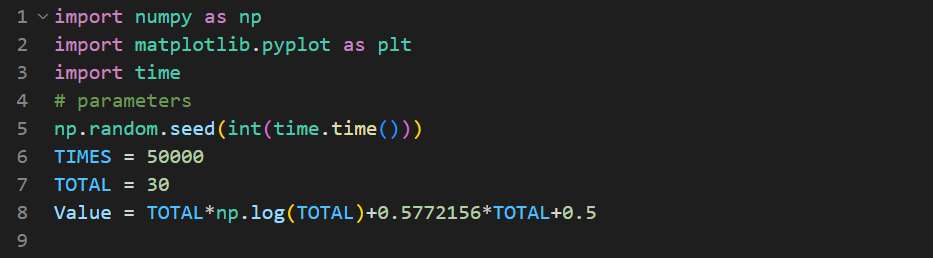 1 import numpy as np
2 import matplotlib.pyplot as plt
3 import time
4 # parameters
5 np.random.seed(int(time.time()))
6 TIMES = 50000
7 TOTAL = 30
8 Value = TOTAL*np.log(TOTAL)+0.5772156*TOTAL+0.5
9